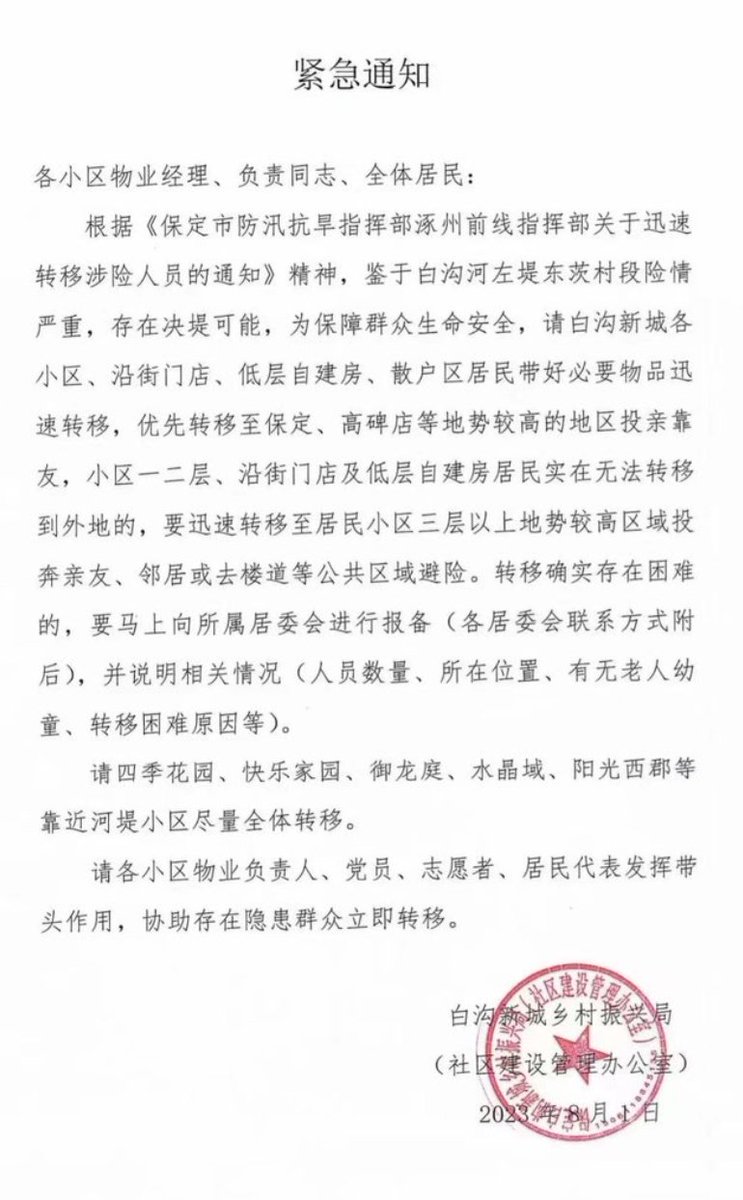 紧急通知
各小区物业经理、负责同志、全体居民：
根据《保定市防汛抗旱指挥部涿州前线指挥部关于迅速
转移涉险人员的通知》精神，鉴于白沟河左堤东茨村段险情
严重，存在决堤可能，为保障群众生命安全，请白沟新城各
小区、沿街门店、低层自建房、散户区居民带好必要物品迅
速转移，优先转移至保定、高碑店等地势较高的地区投亲靠
友，小区一二层、沿街门店及低层自建房居民实在无法转移
到外地的，要迅速转移至居民小区三层以上地势较高区域投
奔亲友、邻居或去楼道等公共区域避险。转移确实存在困难
的，要马上向所属居委会进行报备（各居委会联系方式附
后），并说明相关情况（人员数量、所在位置、有无老人幼
童、转移困难原因等）。
请四季花园、快乐家园、御龙庭、水晶域、阳光西郡等
靠近河堤小区尽量全体转移。
请各小区物业负责人、党员、志愿者、居民代表发挥带
头作用，协助存在隐患群众立即转移。
白沟新城乡村振兴局
（社区建设管理办公室）
2023年8月1日